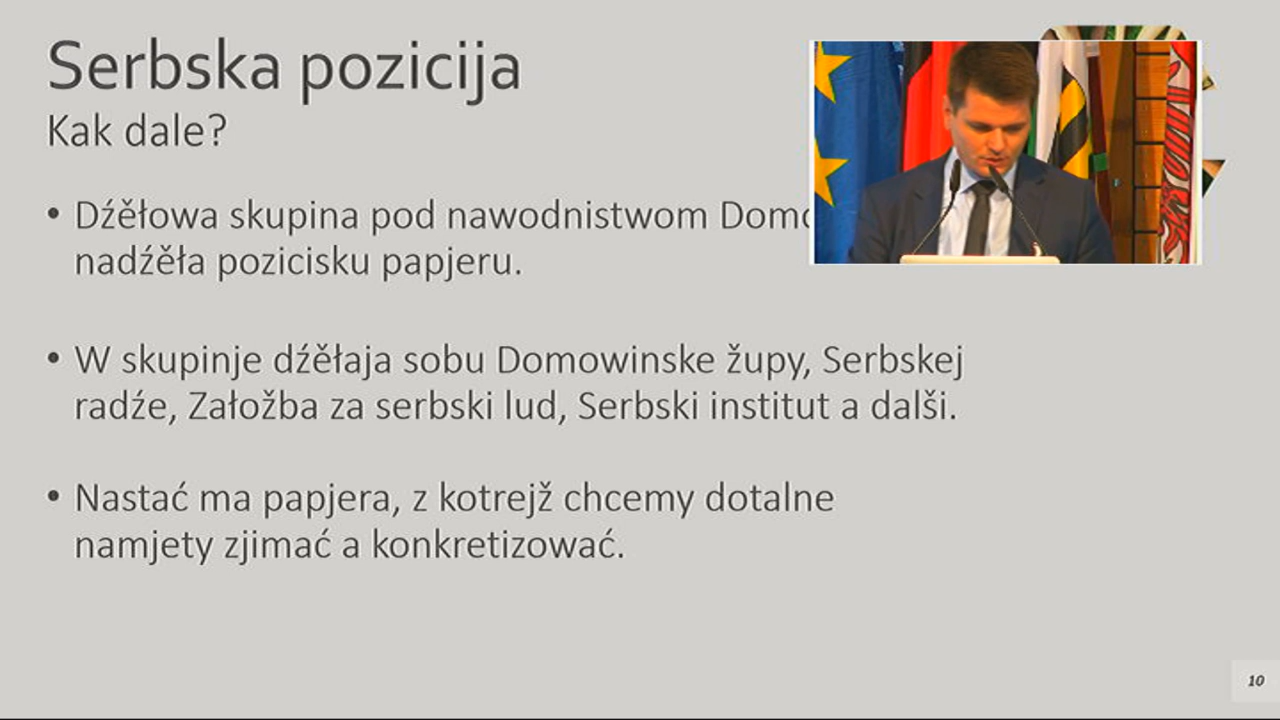 Serbska pozicija
Kak dale?
• Dźěłowa skupina pod nawodnistwom
nadźěła pozicisku papjeru.
• W skupinje dźěłaja sobu Domowinske župy, Serbskej
radźe, Załožba za serbski lud, Serbski institut a dalši.
• Nastać ma papjera, z kotrejž chcemy dotalne
namjety zjimać a konkretizować.
10